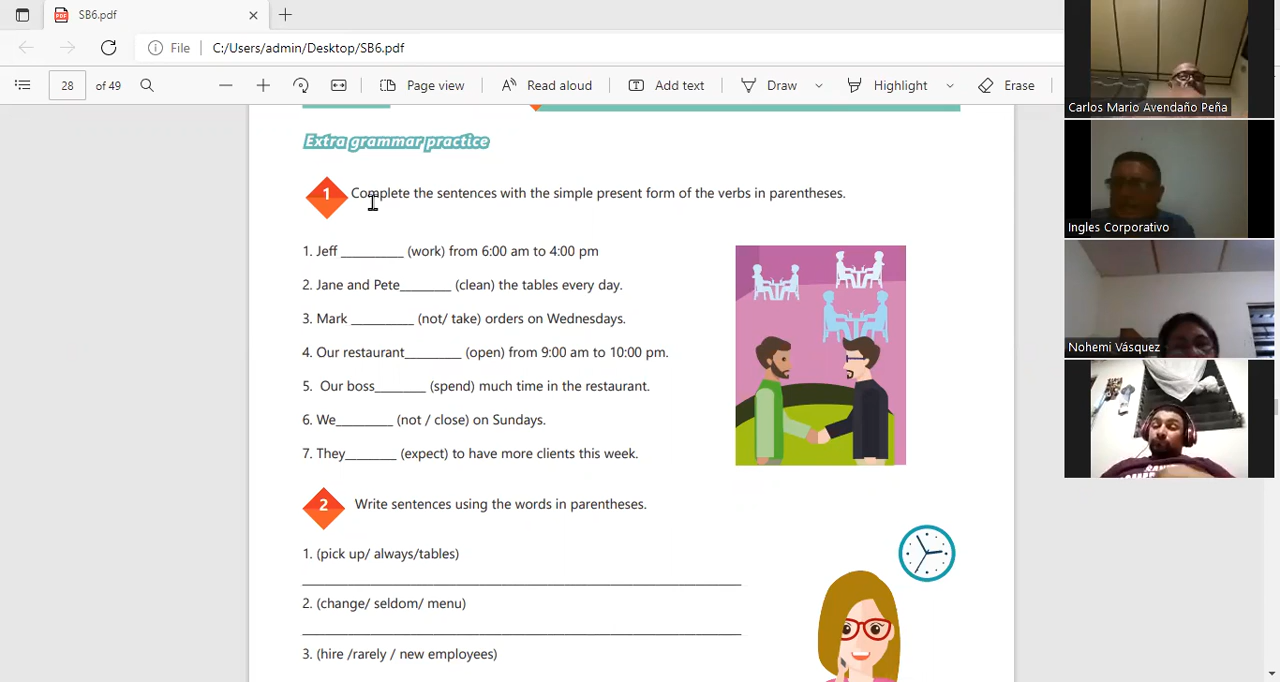 SB6.pdf
File C:/Users/admin/Desktop/SB6.pdf
28 of 49 Page view Read aloud Add text Draw Highlight Erase
Extra grammar practice
1 Complete the sentences with the simple present form of the verbs in parentheses.
1. Jeff __________ (work) from 6:00 am to 4:00 pm
2. Jane and Pete________ (clean) the tables every day.
3. Mark __________ (not/ take) orders on Wednesdays.
4. Our restaurant_________ (open) from 9:00 am to 10:00 pm.
5. Our boss________ (spend) much time in the restaurant.
6. We_________ (not / close) on Sundays.
7. They________ (expect) to have more clients this week.
2 Write sentences using the words in parentheses.
1. (pick up/ always/tables)
2. (change/ seldom/ menu)
3. (hire /rarely / new employees)
Carlos Mario Avendaño Peña
Ingles Corporativo
Nohemi Vásquez